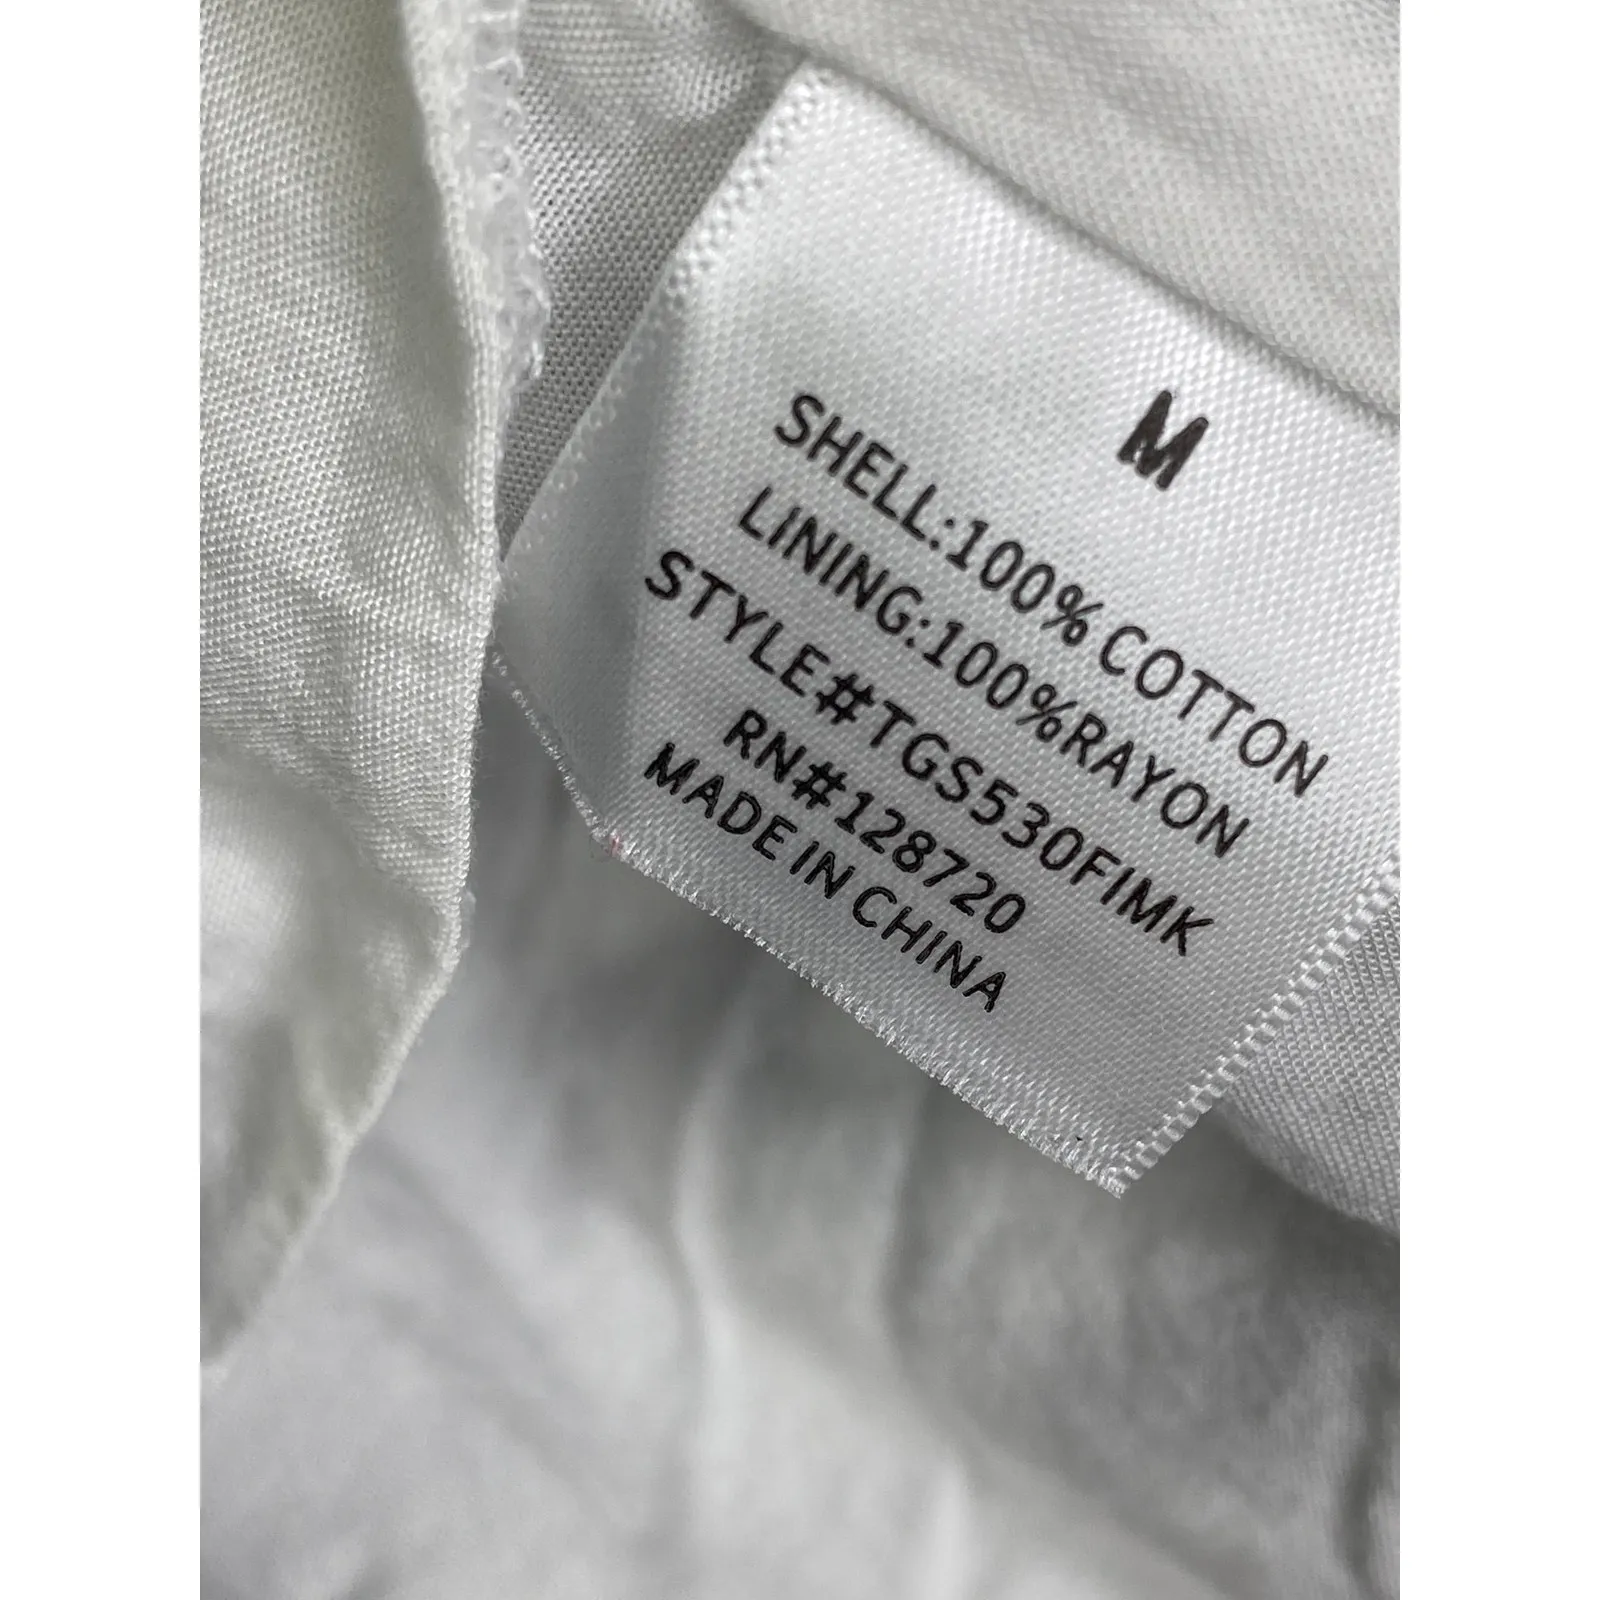 M
SHELL:100% COTTON
LINING:100%RAYON
STYLE#TGS530FIMK
RN#128720
MADE IN CHINA